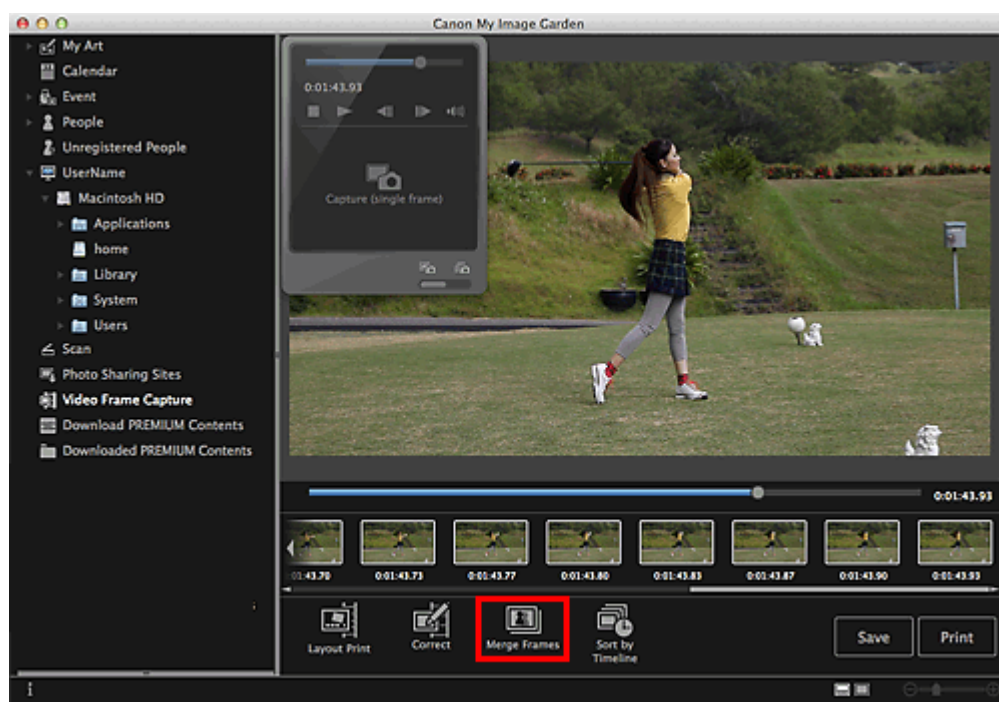 Canon My Image Garden
My Art
Calendar
Event
People
Unregistered People
UserName
Macintosh HD
Applications
home
Library
System
Users
Scan
Photo Sharing Sites
Video Frame Capture
Download PREMIUM Contents
Downloaded PREMIUM Contents
0:01:43.93
Capture (single frame)
0:01:43.93
:01:43.70 0:01:43.73 0:01:43.77 0:01:43.80 0:01:43.83 0:01:43.87 0:01:43.90 0:01:43.93
Layout Print
Correct
Merge Frames
Sort by
Timeline
Save
Print